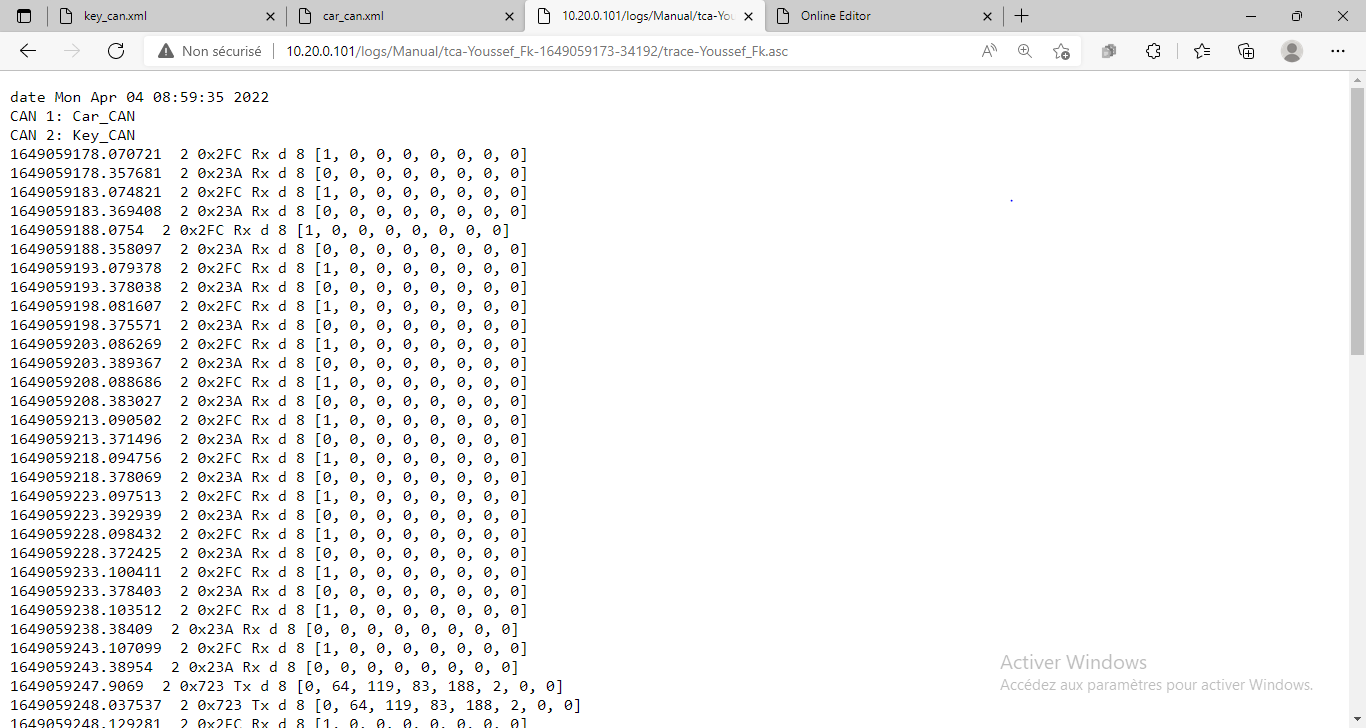 key_can.xml
car_can.xml
10.20.0.101/logs/Manual/tca-You
Online Editor
Non sécurisé
10.20.0.101/logs/Manual/tca-Youssef_Fk-1649059173-34192/trace-Youssef_Fk.asc
date Mon Apr 04 08:59:35 2022
CAN 1: Car_CAN
CAN 2: Key_CAN
1649059178.070721  2 0x2FC Rx d 8 [1, 0, 0, 0, 0, 0, 0, 0]
1649059178.357681  2 0x23A Rx d 8 [0, 0, 0, 0, 0, 0, 0, 0]
1649059183.074821  2 0x2FC Rx d 8 [1, 0, 0, 0, 0, 0, 0, 0]
1649059183.369408  2 0x23A Rx d 8 [0, 0, 0, 0, 0, 0, 0, 0]
1649059188.0754  2 0x2FC Rx d 8 [1, 0, 0, 0, 0, 0, 0, 0]
1649059188.358097  2 0x23A Rx d 8 [0, 0, 0, 0, 0, 0, 0, 0]
1649059193.079378  2 0x2FC Rx d 8 [1, 0, 0, 0, 0, 0, 0, 0]
1649059193.378038  2 0x23A Rx d 8 [0, 0, 0, 0, 0, 0, 0, 0]
1649059198.081607  2 0x2FC Rx d 8 [1, 0, 0, 0, 0, 0, 0, 0]
1649059198.375571  2 0x23A Rx d 8 [0, 0, 0, 0, 0, 0, 0, 0]
1649059203.086269  2 0x2FC Rx d 8 [1, 0, 0, 0, 0, 0, 0, 0]
1649059203.389367  2 0x23A Rx d 8 [0, 0, 0, 0, 0, 0, 0, 0]
1649059208.088686  2 0x2FC Rx d 8 [1, 0, 0, 0, 0, 0, 0, 0]
1649059208.383027  2 0x23A Rx d 8 [0, 0, 0, 0, 0, 0, 0, 0]
1649059213.090502  2 0x2FC Rx d 8 [1, 0, 0, 0, 0, 0, 0, 0]
1649059213.371496  2 0x23A Rx d 8 [0, 0, 0, 0, 0, 0, 0, 0]
1649059218.094756  2 0x2FC Rx d 8 [1, 0, 0, 0, 0, 0, 0, 0]
1649059218.378069  2 0x23A Rx d 8 [0, 0, 0, 0, 0, 0, 0, 0]
1649059223.097513  2 0x2FC Rx d 8 [1, 0, 0, 0, 0, 0, 0, 0]
1649059223.392939  2 0x23A Rx d 8 [0, 0, 0, 0, 0, 0, 0, 0]
1649059228.098432  2 0x2FC Rx d 8 [1, 0, 0, 0, 0, 0, 0, 0]
1649059228.372425  2 0x23A Rx d 8 [0, 0, 0, 0, 0, 0, 0, 0]
1649059233.100411  2 0x2FC Rx d 8 [1, 0, 0, 0, 0, 0, 0, 0]
1649059233.378403  2 0x23A Rx d 8 [0, 0, 0, 0, 0, 0, 0, 0]
1649059238.103512  2 0x2FC Rx d 8 [1, 0, 0, 0, 0, 0, 0, 0]
1649059238.38409  2 0x23A Rx d 8 [0, 0, 0, 0, 0, 0, 0, 0]
1649059243.107099  2 0x2FC Rx d 8 [1, 0, 0, 0, 0, 0, 0, 0]
1649059243.38954  2 0x23A Rx d 8 [0, 0, 0, 0, 0, 0, 0, 0]
1649059247.9069  2 0x723 Tx d 8 [0, 64, 119, 83, 188, 2, 0, 0]
1649059248.037537  2 0x723 Tx d 8 [0, 64, 119, 83, 188, 2, 0, 0]
1649059248.129281  2 0x2FC Rx d 8 [1, 0, 0, 0, 0, 0, 0, 0]
Activer Windows
Accédez aux paramètres pour activer Windows.